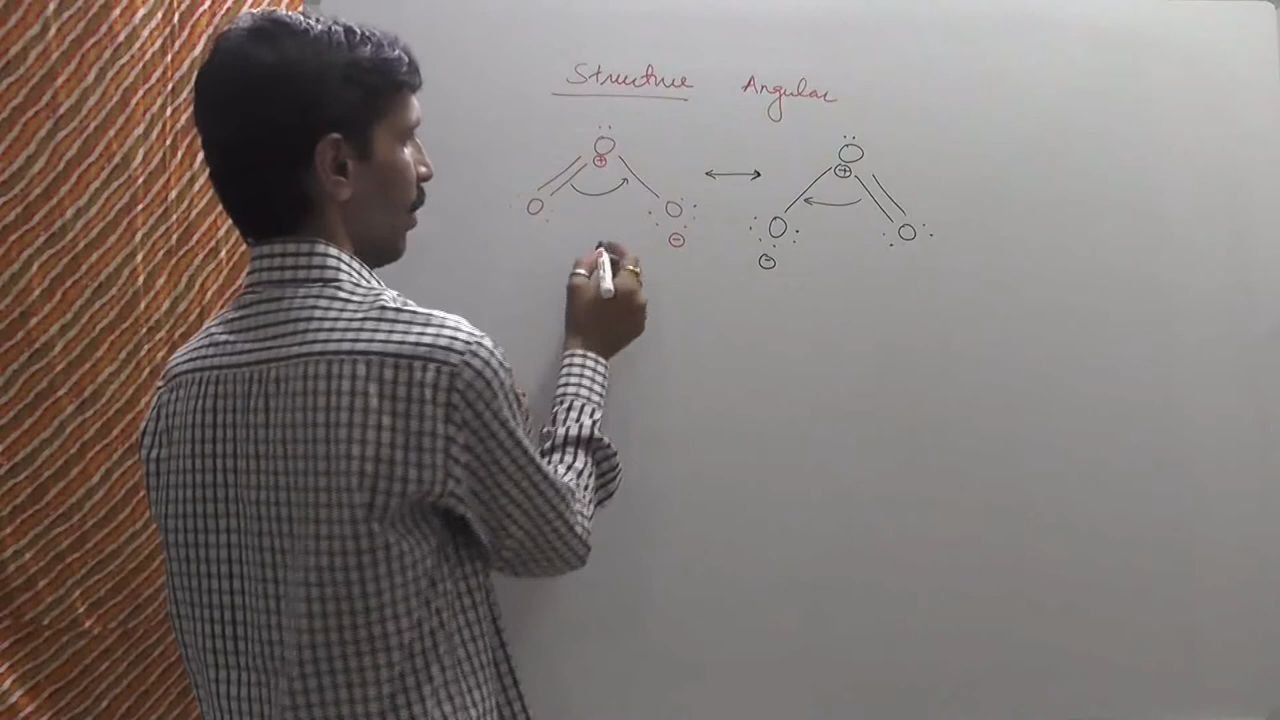 Structure Angular
O O
⊕ ⊕
O O O O
⊖ ⊖